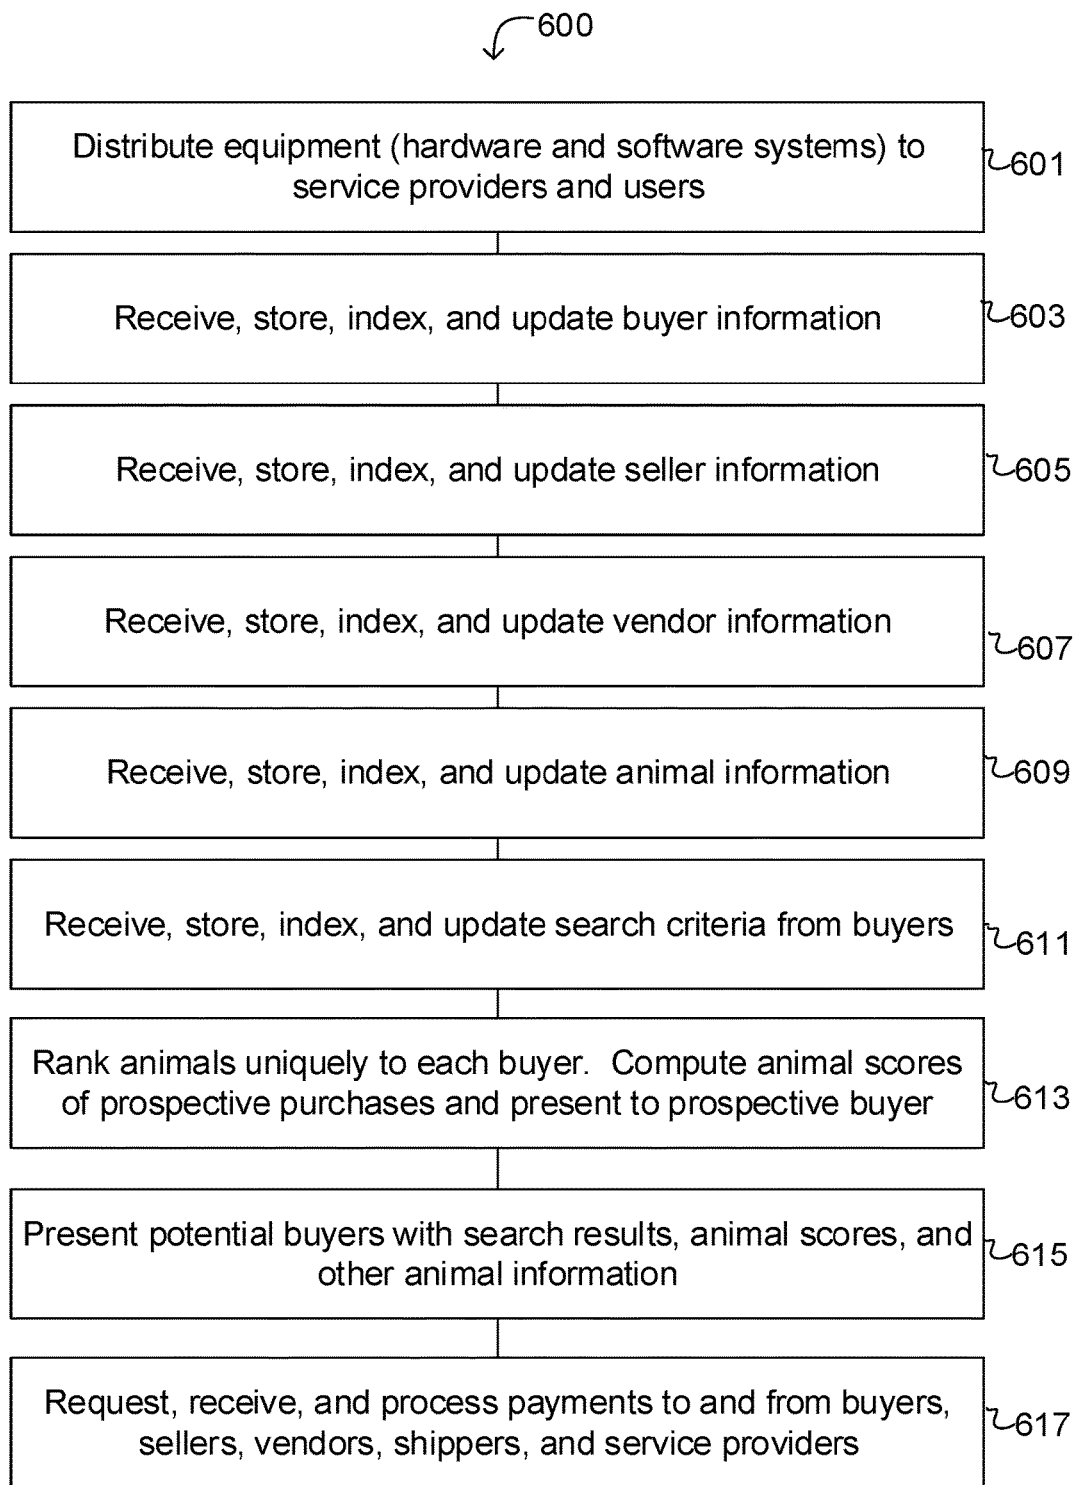 600
Distribute equipment (hardware and software systems) to
service providers and users
601
Receive, store, index, and update buyer information
603
Receive, store, index, and update seller information
605
Receive, store, index, and update vendor information
607
Receive, store, index, and update animal information
609
Receive, store, index, and update search criteria from buyers
611
Rank animals uniquely to each buyer.  Compute animal scores
of prospective purchases and present to prospective buyer
613
Present potential buyers with search results, animal scores, and
other animal information
615
Request, receive, and process payments to and from buyers,
sellers, vendors, shippers, and service providers
617